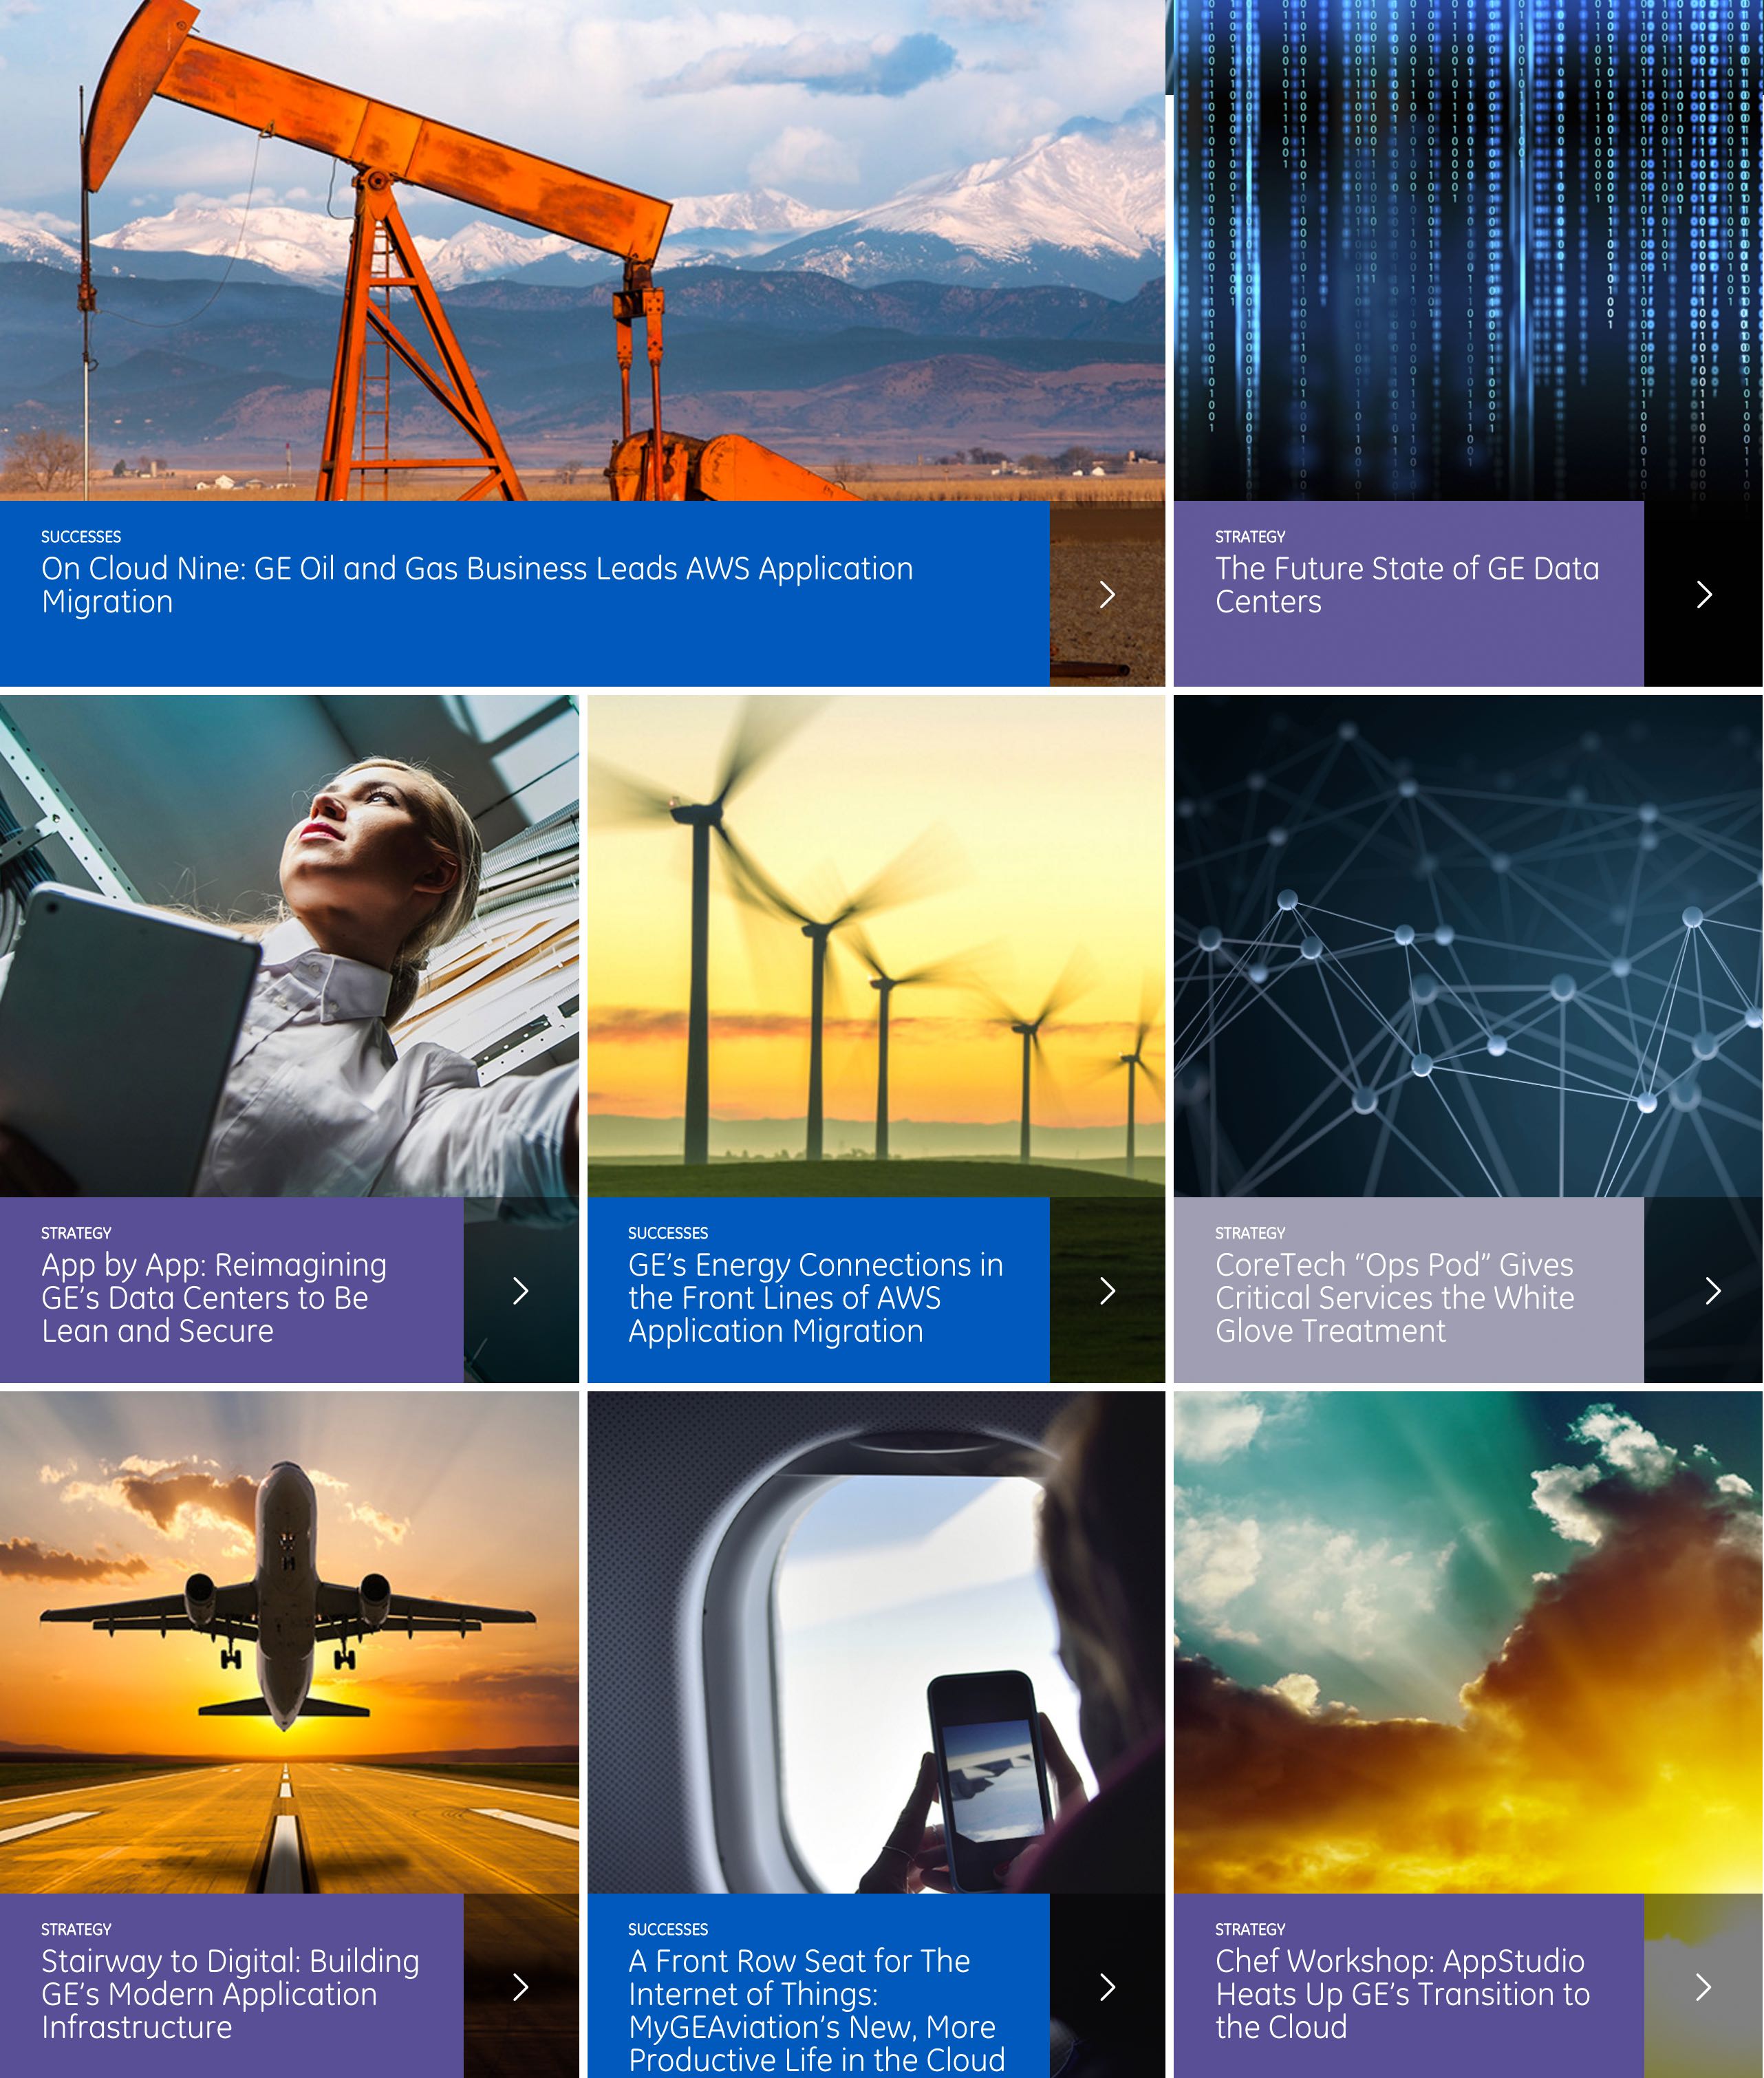 SUCCESSES
On Cloud Nine: GE Oil and Gas Business Leads AWS Application
Migration
STRATEGY
The Future State of GE Data
Centers
STRATEGY
App by App: Reimagining
GE’s Data Centers to Be
Lean and Secure
SUCCESSES
GE’s Energy Connections in
the Front Lines of AWS
Application Migration
STRATEGY
CoreTech “Ops Pod” Gives
Critical Services the White
Glove Treatment
STRATEGY
Stairway to Digital: Building
GE’s Modern Application
Infrastructure
SUCCESSES
A Front Row Seat for The
Internet of Things:
MyGEAviation’s New, More
Productive Life in the Cloud
STRATEGY
Chef Workshop: AppStudio
Heats Up GE’s Transition to
the Cloud